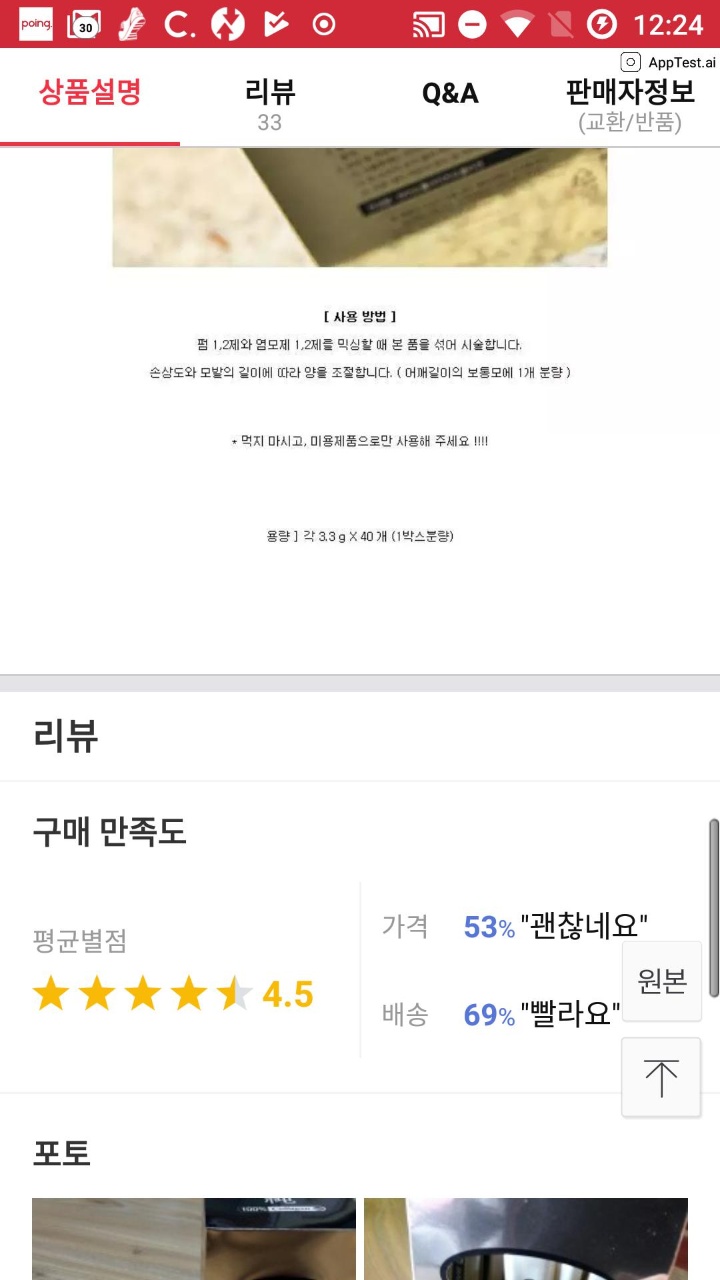 poing.
30
C.
12:24
AppTest.ai
상품설명
리뷰
33
Q&A
판매자정보
(교환/반품)
[ 사용 방법 ]
펌 1,2제와 염모제 1,2제를 믹싱할 때 본 품을 섞어 시술합니다.
손상도와 모발의 길이에 따라 양을 조절합니다. ( 어깨길이의 보통모에 1개 분량 )
* 먹지 마시고, 미용제품으로만 사용해 주세요 !!!!
용량 ] 각 3.3 g X 40 개 (1박스분량)
리뷰
구매 만족도
평균별점
4.5
가격 53% "괜찮네요"
배송 69% "빨라요"
원본
포토
100%